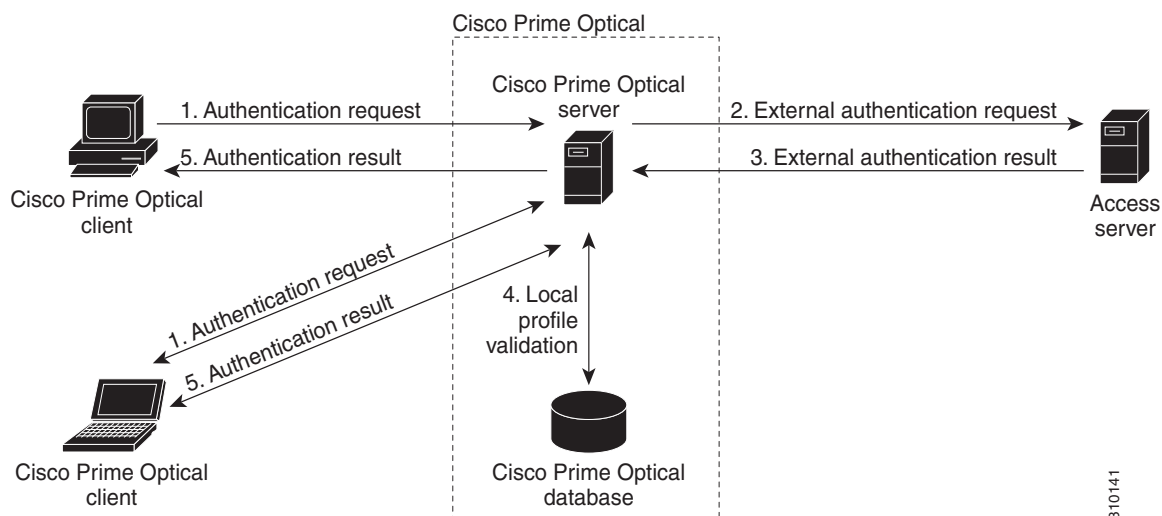 Cisco Prime Optical
Cisco Prime Optical
server
1. Authentication request
2. External authentication request
5. Authentication result
3. External authentication result
Cisco Prime Optical
client
Access
server
1. Authentication request
5. Authentication result
4. Local
profile
validation
Cisco Prime Optical
client
Cisco Prime Optical
database
310141